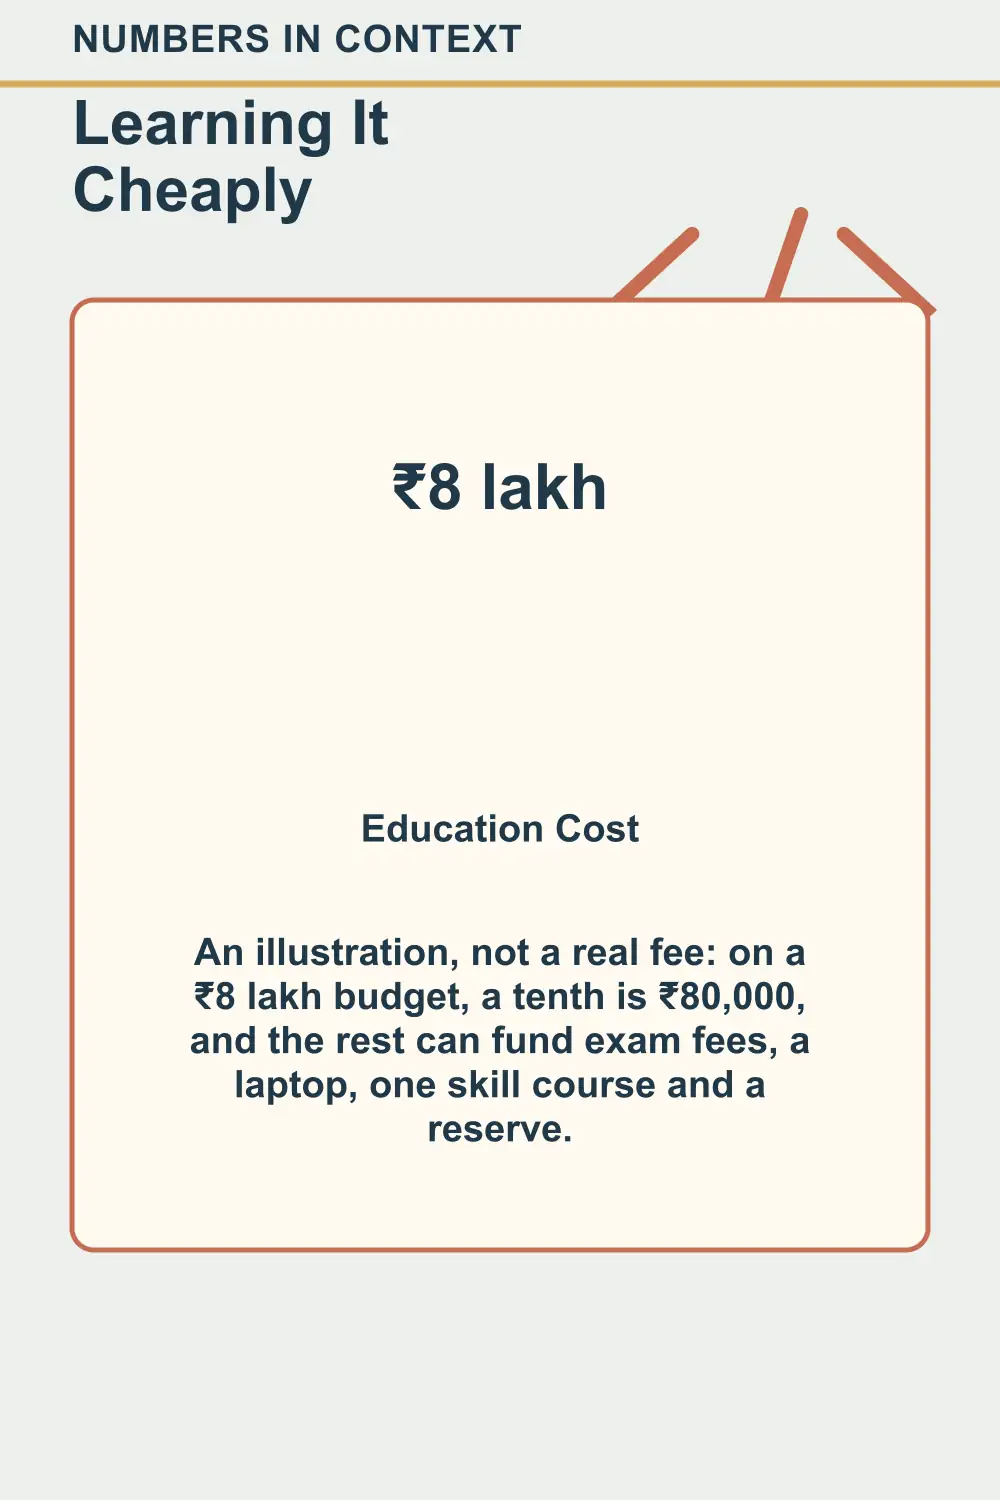 NUMBERS IN CONTEXT
Learning It
Cheaply
₹8 lakh
Education Cost
An illustration, not a real fee: on a
₹8 lakh budget, a tenth is ₹80,000,
and the rest can fund exam fees, a
laptop, one skill course and a
reserve.